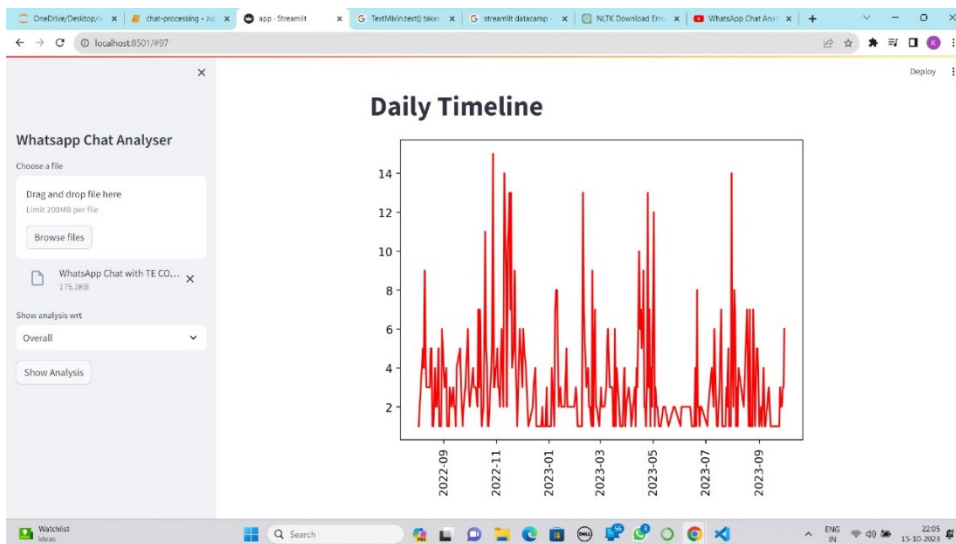 OneDrive/Desktop/
chat-processing - Ju
app · Streamlit
TextMixin.text() takes
streamlit datacamp -
NLTK Download Erro
WhatsApp Chat Anal
localhost:8501/#97
K
Deploy
Whatsapp Chat Analyser
Choose a file
Drag and drop file here
Limit 200MB per file
Browse files
WhatsApp Chat with TE CO...
175.3KB
Show analysis wrt
Overall
Show Analysis
Daily Timeline
14
12
10
8
6
4
2
2022-09
2022-11
2023-01
2023-03
2023-05
2023-07
2023-09
Watchlist
Ideas
Search
DELL
56
3
ENG
IN
22:05
15-10-2023